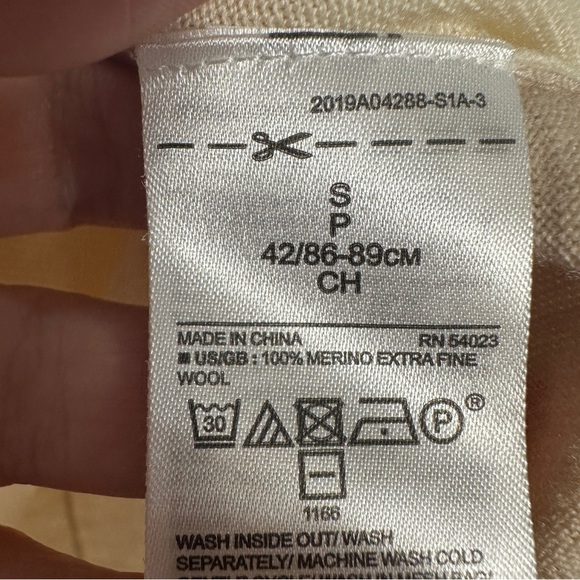 2019A04288-S1A-3
S
P
42/86-89CM
CH
MADE IN CHINA RN 54023
■ US/GB : 100% MERINO EXTRA FINE
WOOL
30 P ®
1166
WASH INSIDE OUT/ WASH
SEPARATELY/ MACHINE WASH COLD